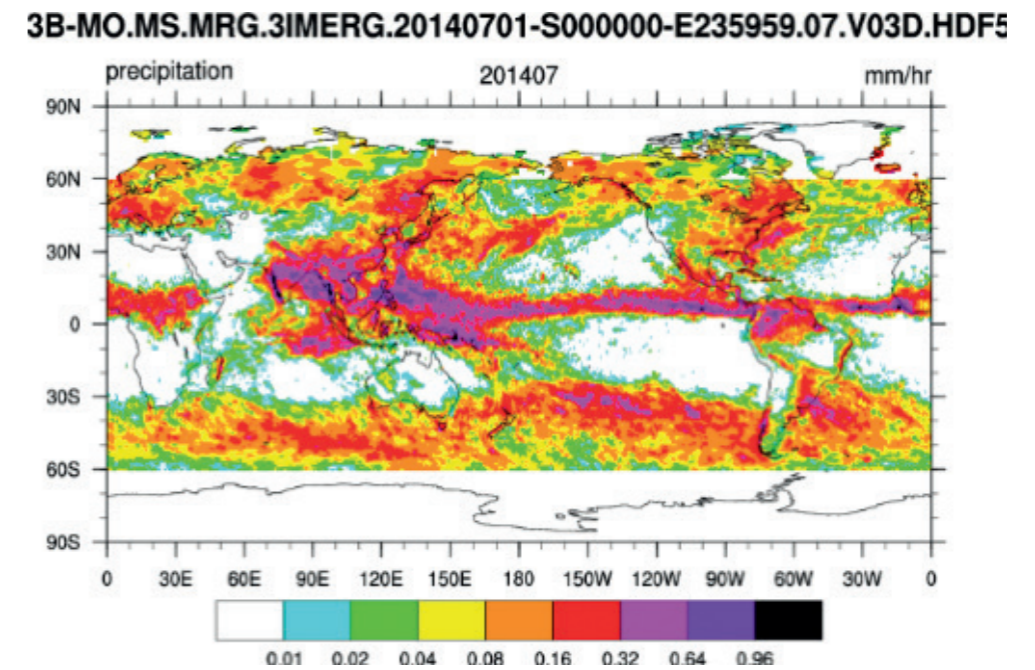 3B-MO.MS.MRG.3IMERG.20140701-S000000-E235959.07.V03D.HDF5
precipitation 201407 mm/hr
90N
60N
30N
0
30S
60S
90S
0 30E 60E 90E 120E 150E 180 150W 120W 90W 60W 30W 0
0.01 0.02 0.04 0.08 0.16 0.32 0.64 0.96